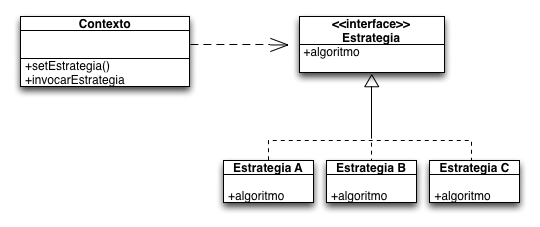 Contexto
+setEstrategia()
+invocarEstrategia
<<interface>>
Estrategia
+algoritmo
Estrategia A
+algoritmo
Estrategia B
+algoritmo
Estrategia C
+algoritmo